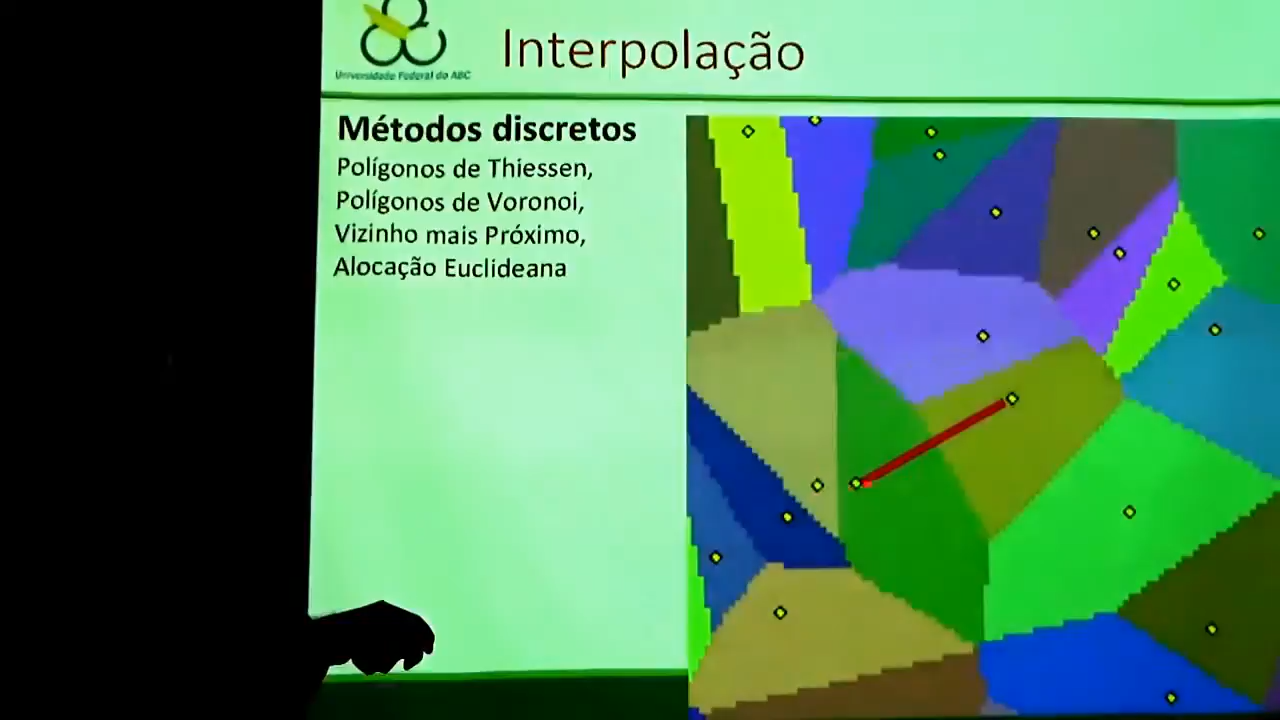 Universidade Federal do ABC
Interpolação
Métodos discretos
Polígonos de Thiessen,
Polígonos de Voronoi,
Vizinho mais Próximo,
Alocação Euclideana